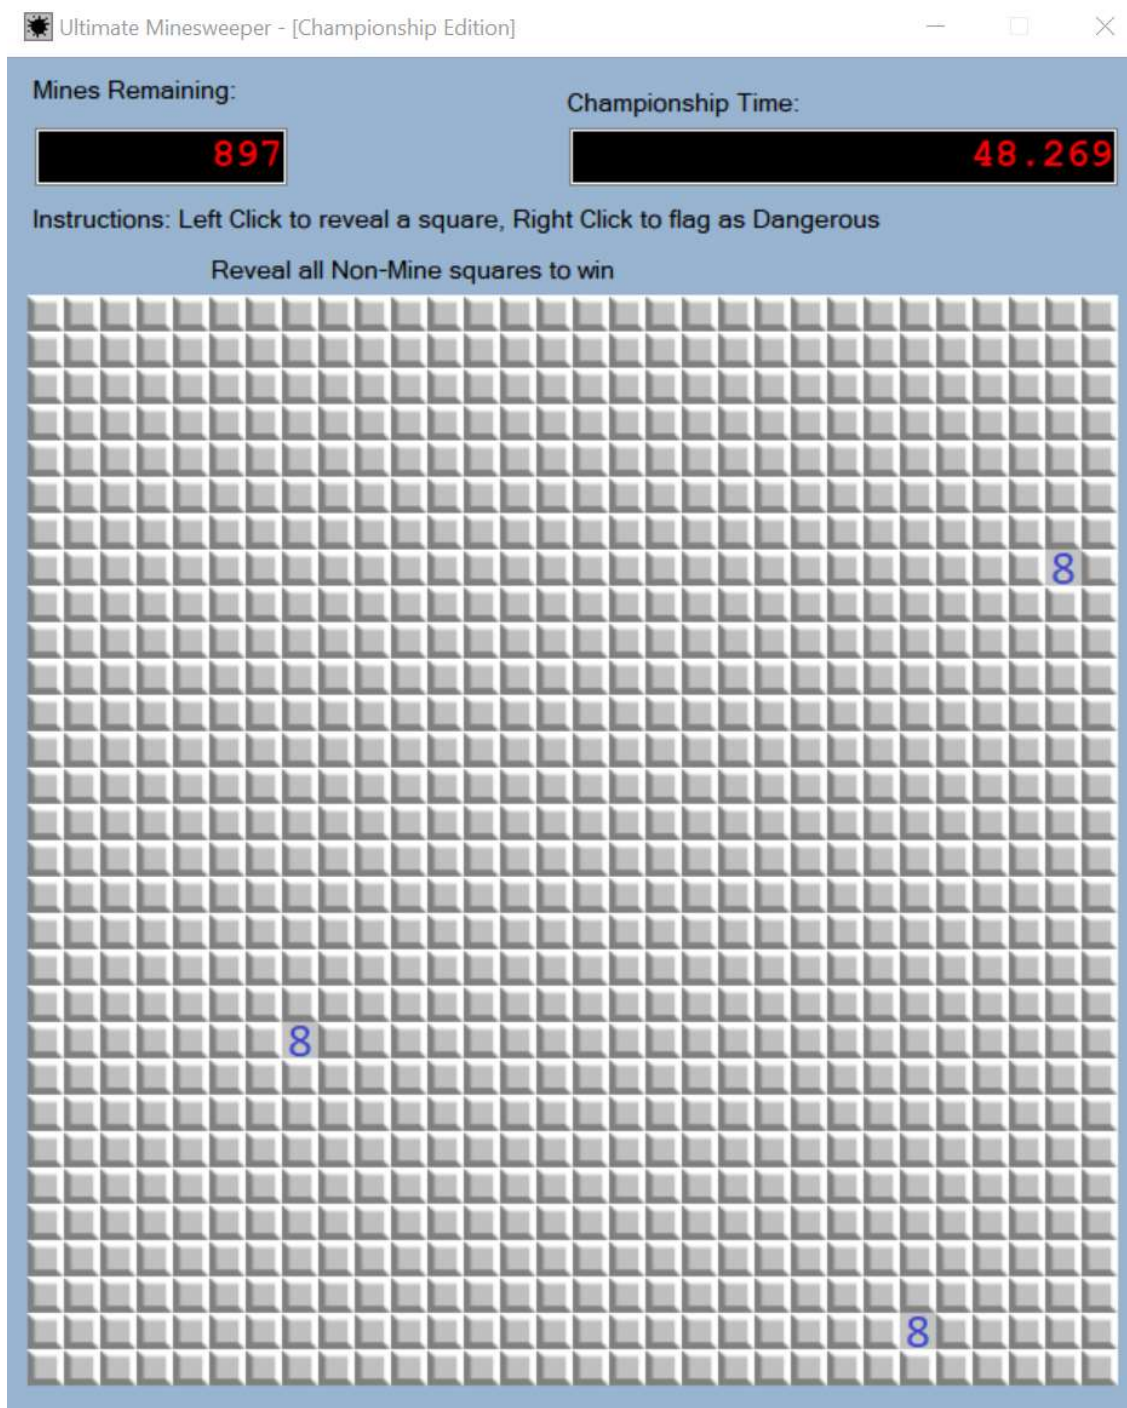 Ultimate Minesweeper - [Championship Edition]
Mines Remaining:
Championship Time:
897
48.269
Instructions: Left Click to reveal a square, Right Click to flag as Dangerous
Reveal all Non-Mine squares to win
8
8
8